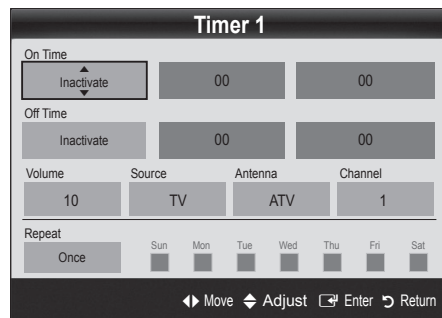 Timer 1
On Time
Inactivate 00 00
Off Time
Inactivate 00 00
Volume Source Antenna Channel
10 TV ATV 1
Repeat
Once Sun Mon Tue Wed Thu Fri Sat
Move Adjust Enter Return